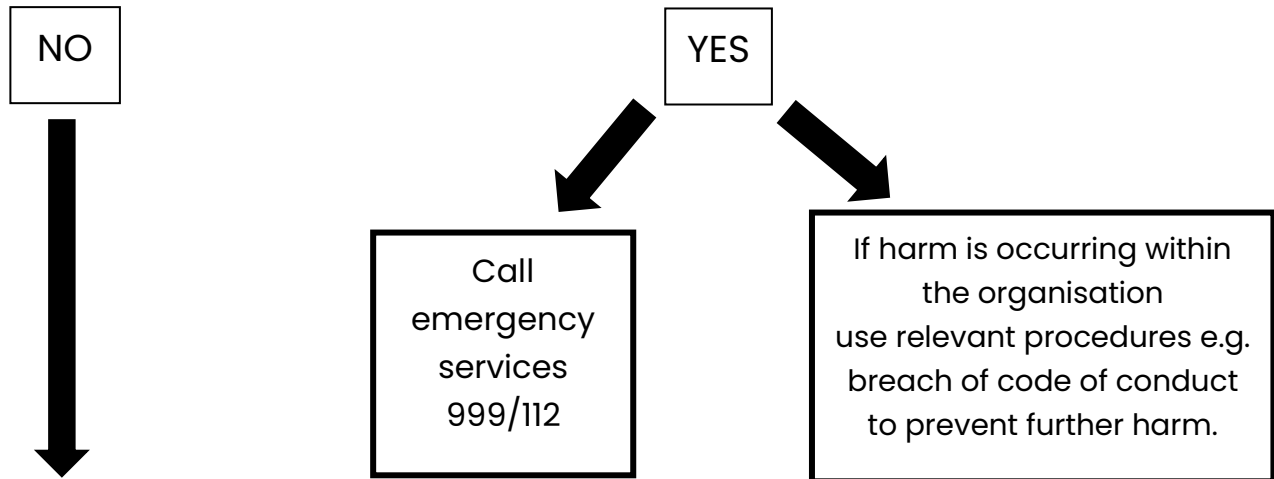 NO
YES
Call
emergency
services
999/112
If harm is occurring within
the organisation
use relevant procedures e.g.
breach of code of conduct
to prevent further harm.